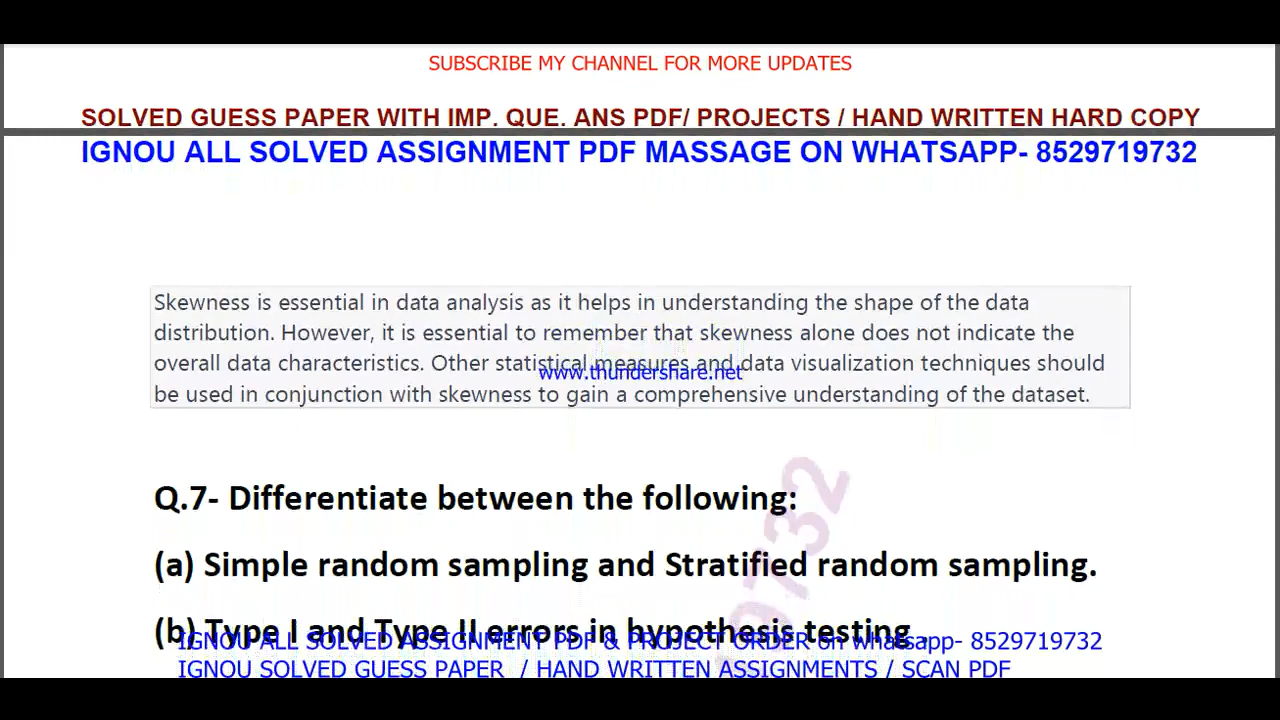 SUBSCRIBE MY CHANNEL FOR MORE UPDATES
SOLVED GUESS PAPER WITH IMP. QUE. ANS PDF/ PROJECTS / HAND WRITTEN HARD COPY
IGNOU ALL SOLVED ASSIGNMENT PDF MASSAGE ON WHATSAPP- 8529719732
Skewness is essential in data analysis as it helps in understanding the shape of the data
distribution. However, it is essential to remember that skewness alone does not indicate the
overall data characteristics. Other statistical measures and data visualization techniques should
www.thundershare.net
be used in conjunction with skewness to gain a comprehensive understanding of the dataset.
Q.7- Differentiate between the following:
(a) Simple random sampling and Stratified random sampling.
(b) Type I and Type II errors in hypothesis testing.
IGNOU ALL SOLVED ASSIGNMENT PDF & PROJECT ORDER on whatsapp- 8529719732
IGNOU SOLVED GUESS PAPER / HAND WRITTEN ASSIGNMENTS / SCAN PDF